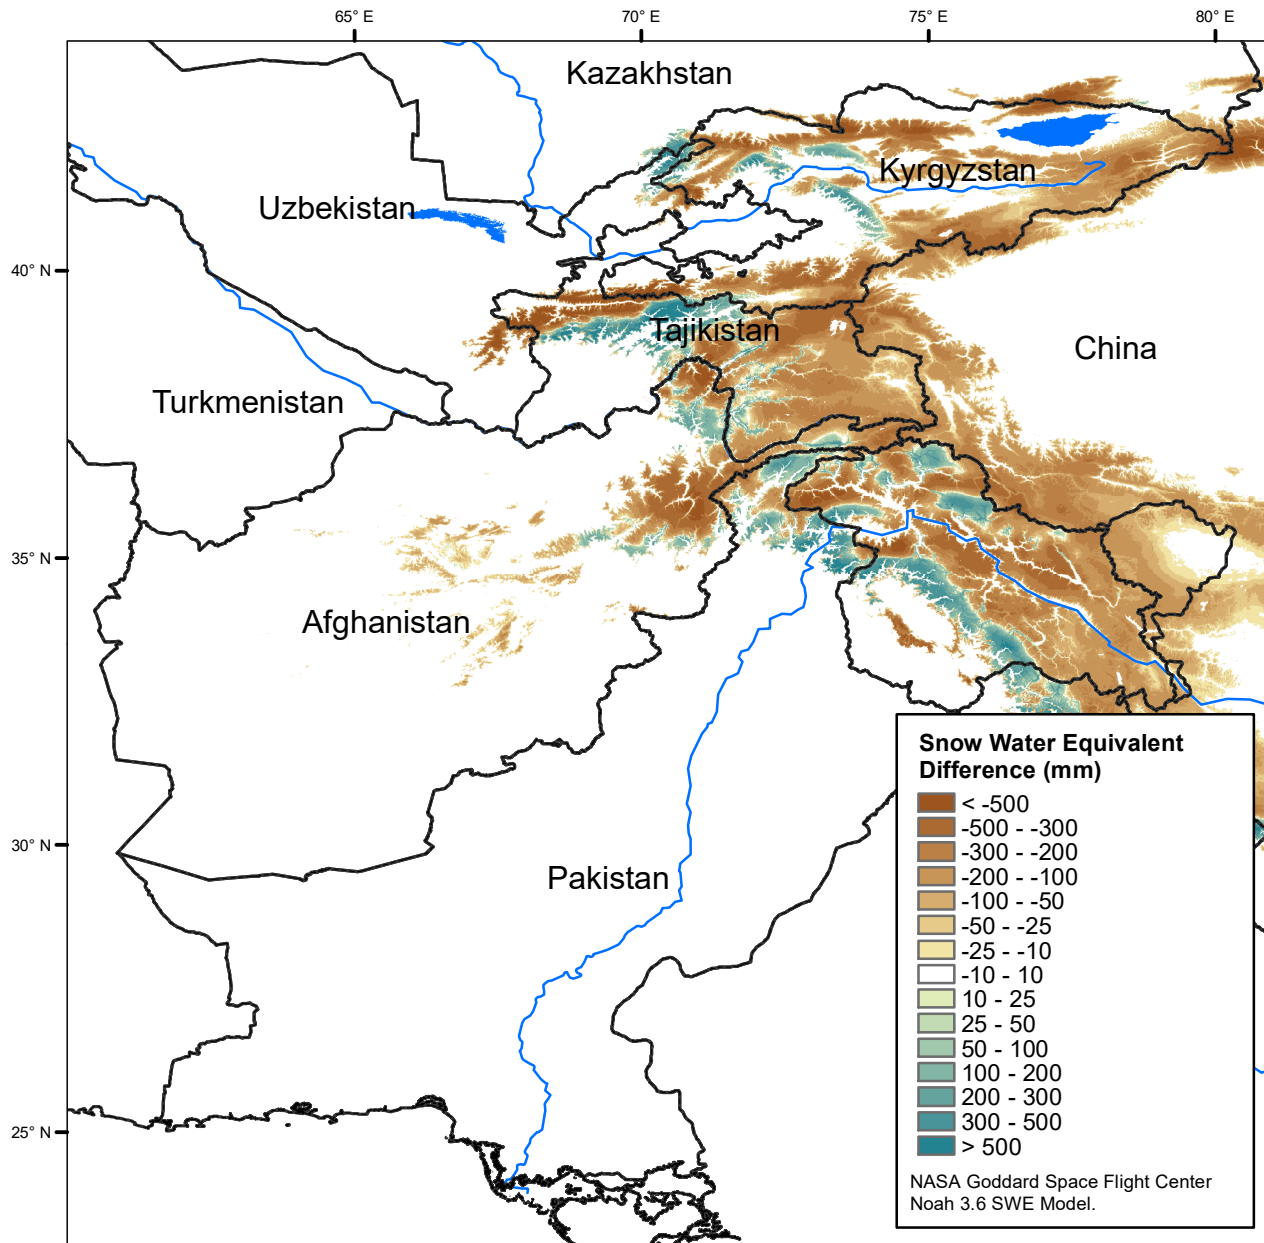 65° E
70° E
75° E
80° E
Kazakhstan
Kyrgyzstan
Uzbekistan
40° N
Tajikistan
China
Turkmenistan
35° N
Afghanistan
30° N
Pakistan
25° N
Snow Water Equivalent
Difference (mm)
< -500
-500 - -300
-300 - -200
-200 - -100
-100 - -50
-50 - -25
-25 - -10
-10 - 10
10 - 25
25 - 50
50 - 100
100 - 200
200 - 300
300 - 500
> 500
NASA Goddard Space Flight Center
Noah 3.6 SWE Model.